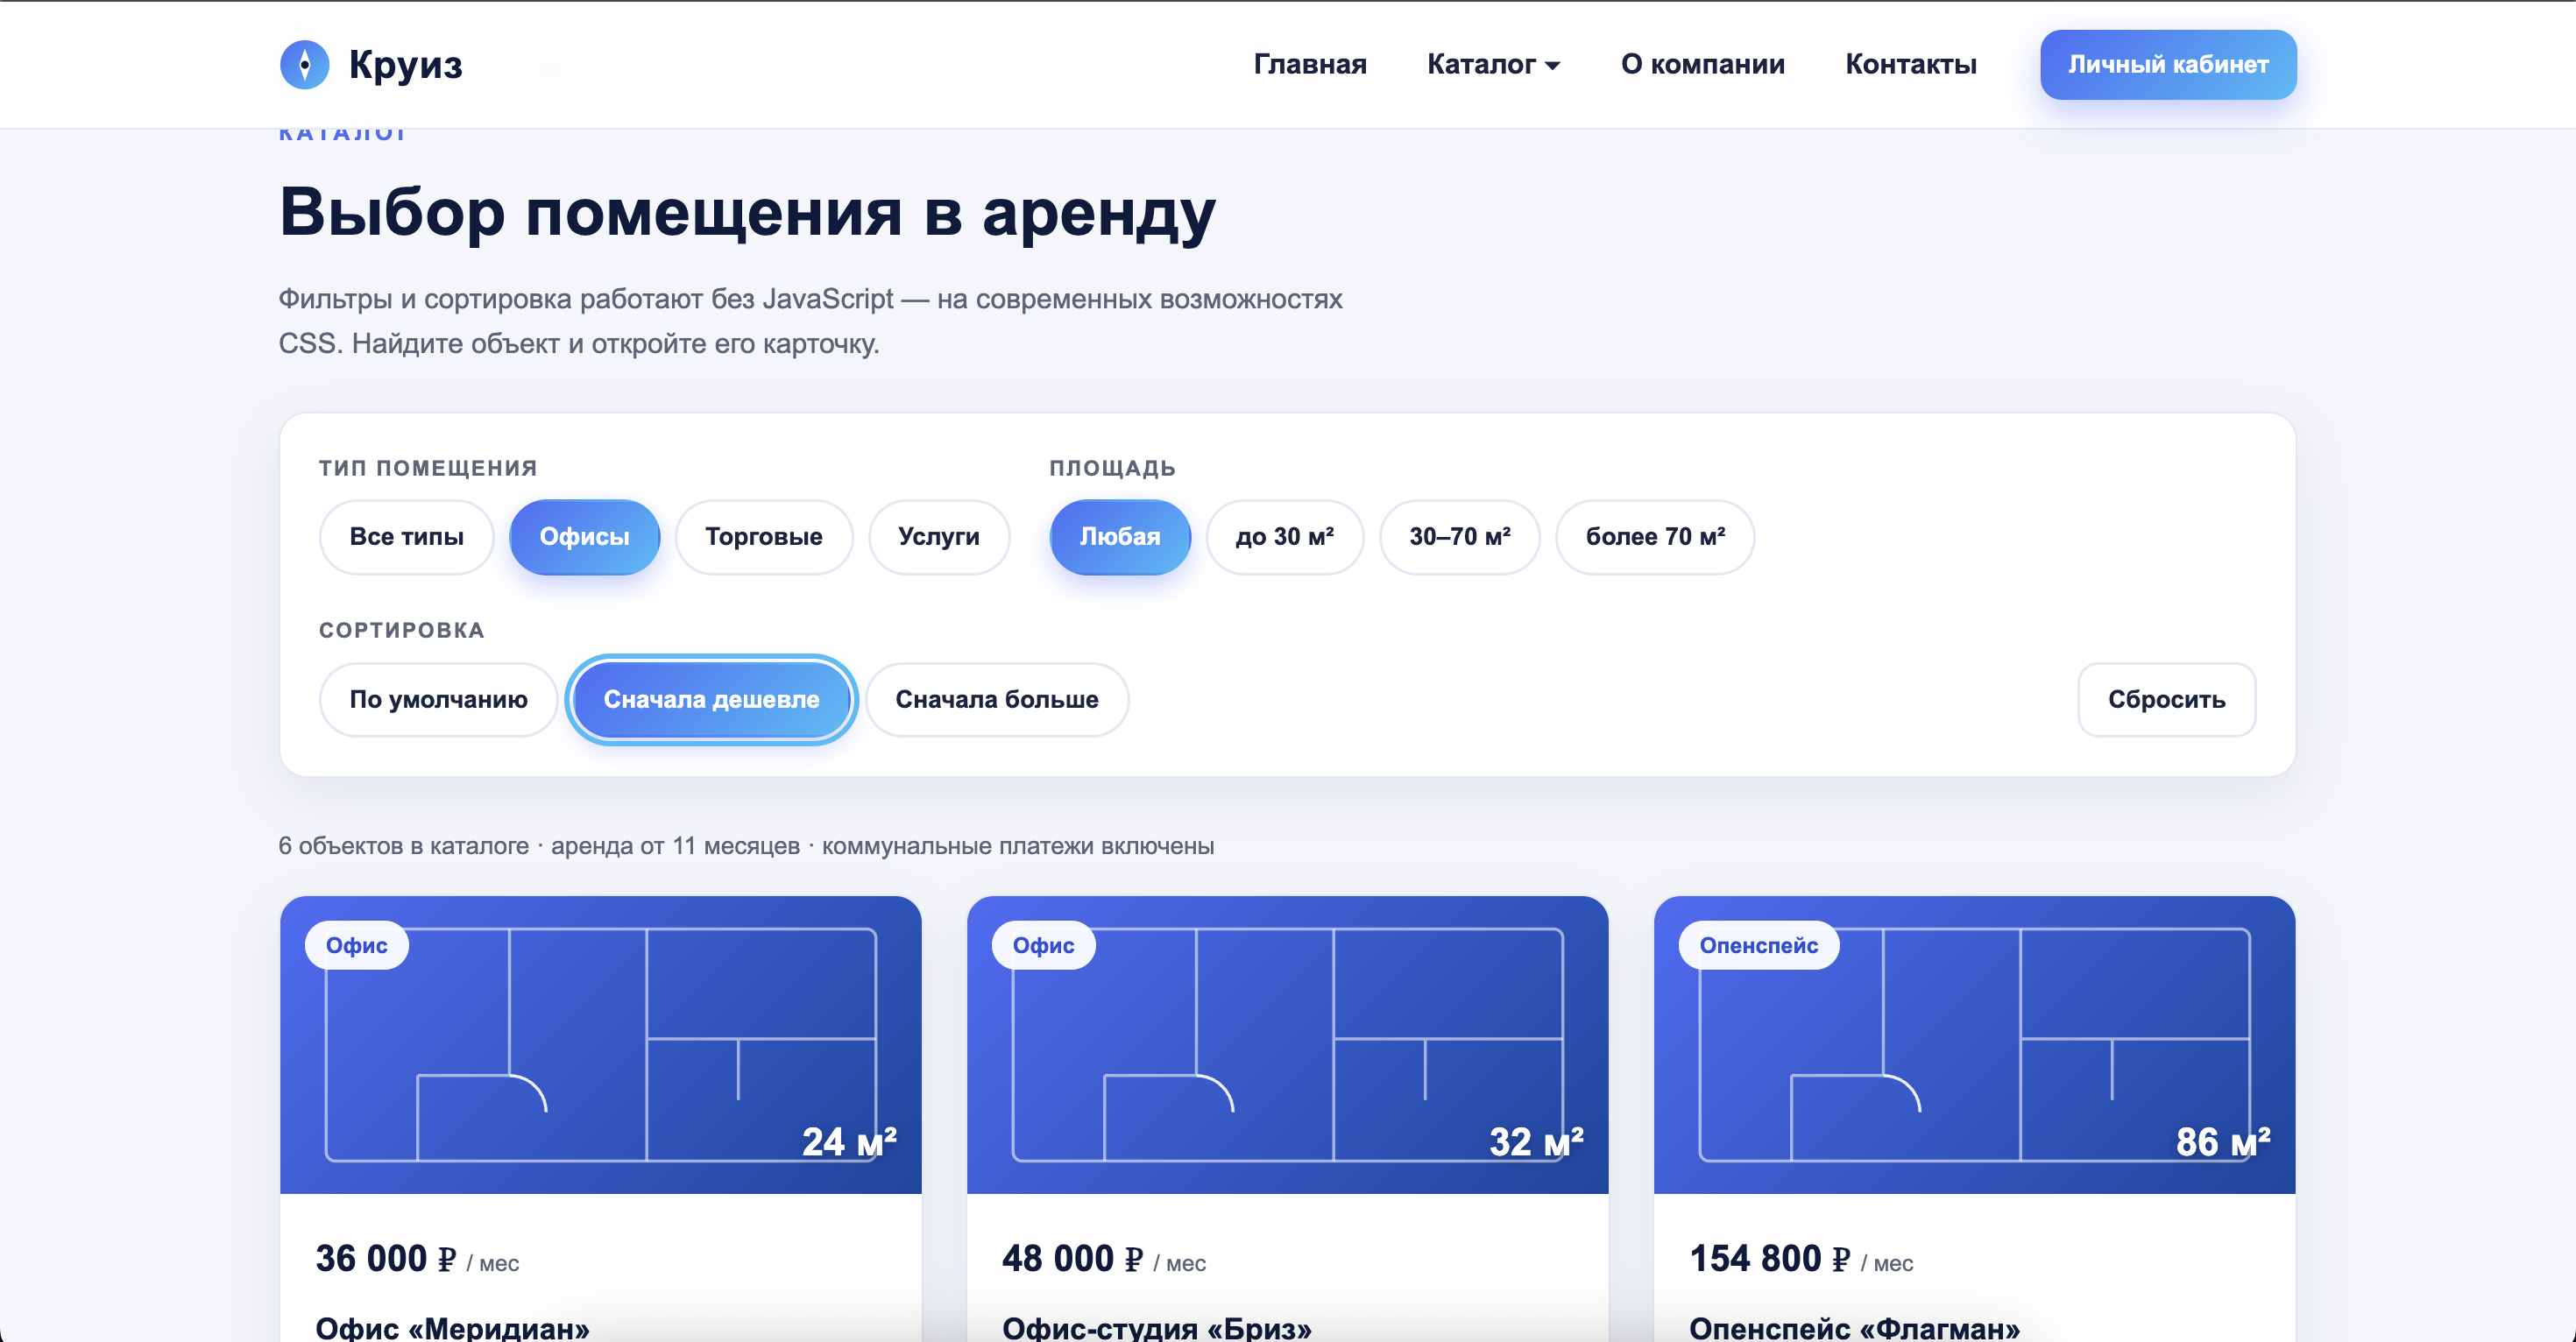 Круиз
Главная
Каталог
О компании
Контакты
Личный кабинет
КАТАЛОГ
Выбор помещения в аренду
Фильтры и сортировка работают без JavaScript — на современных возможностях
CSS. Найдите объект и откройте его карточку.
ТИП ПОМЕЩЕНИЯ
Все типы
Офисы
Торговые
Услуги
ПЛОЩАДЬ
Любая
до 30 м²
30–70 м²
более 70 м²
СОРТИРОВКА
По умолчанию
Сначала дешевле
Сначала больше
Сбросить
6 объектов в каталоге · аренда от 11 месяцев · коммунальные платежи включены
Офис
24 м²
36 000 ₽ / мес
Офис «Меридиан»
Офис
32 м²
48 000 ₽ / мес
Офис-студия «Бриз»
Опенспейс
86 м²
154 800 ₽ / мес
Опенспейс «Флагман»